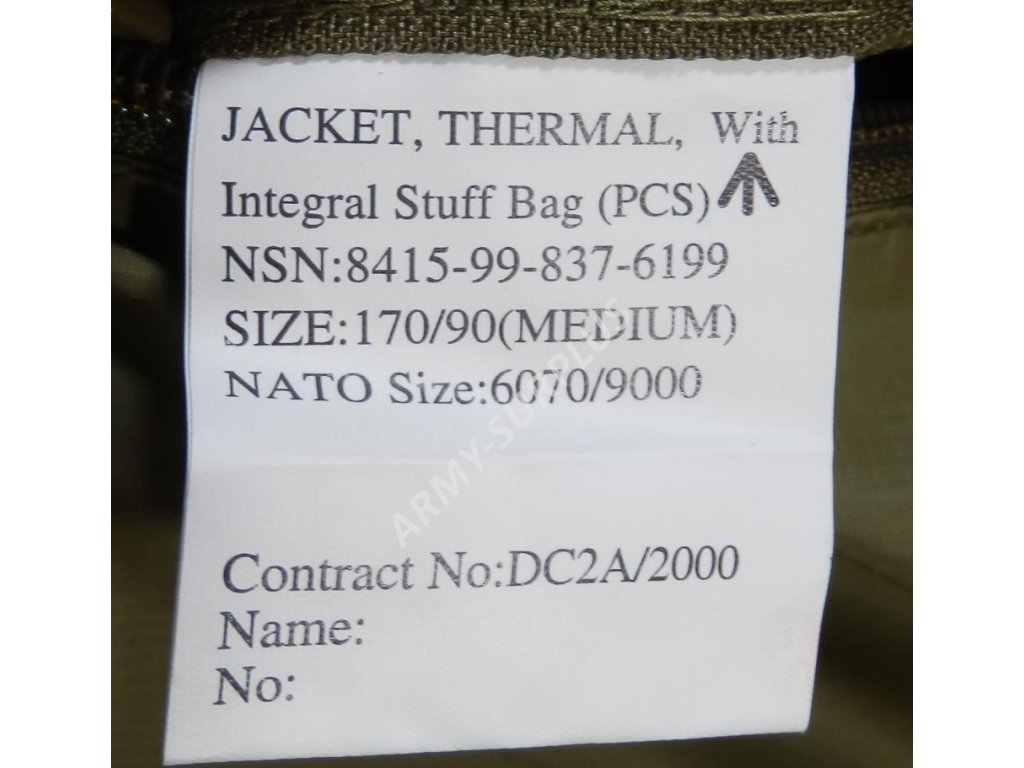 JACKET, THERMAL, With
Integral Stuff Bag (PCS)
NSN:8415-99-837-6199
SIZE:170/90(MEDIUM)
NATO Size:6070/9000
ARMY-SURPLUS
Contract No:DC2A/2000
Name:
No: